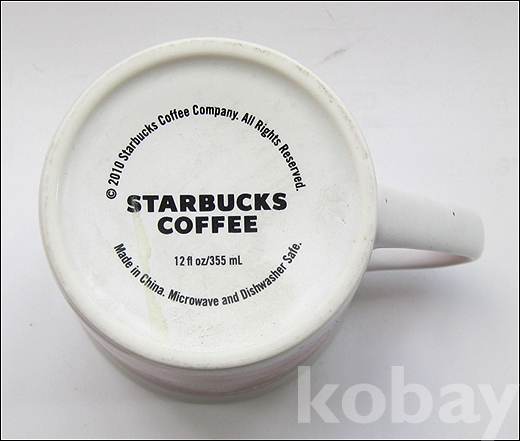 © 2010 Starbucks Coffee Company. All Rights Reserved.
STARBUCKS
COFFEE
12 fl oz/355 mL
Made in China. Microwave and Dishwasher Safe.
kobay